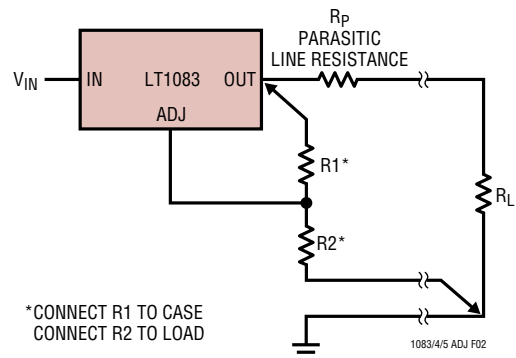 RP
PARASITIC
LINE RESISTANCE
VIN
IN LT1083 OUT
ADJ
R1*
RL
R2*
*CONNECT R1 TO CASE
CONNECT R2 TO LOAD
1083/4/5 ADJ F02